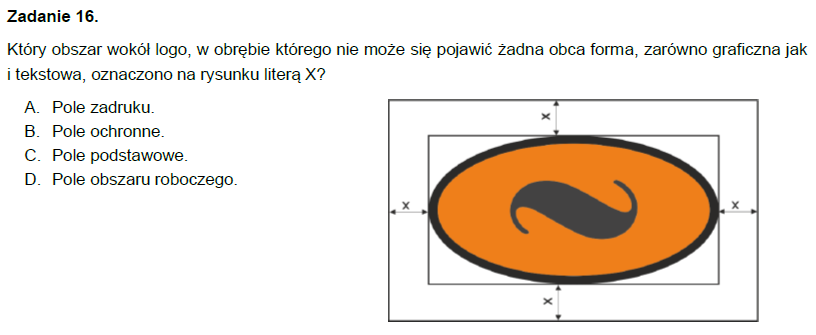 Zadanie 16.
Który obszar wokół logo, w obrębie którego nie może się pojawić żadna obca forma, zarówno graficzna jak
i tekstowa, oznaczono na rysunku literą X?
A. Pole zadruku.
B. Pole ochronne.
C. Pole podstawowe.
D. Pole obszaru roboczego.
x
x
x
x